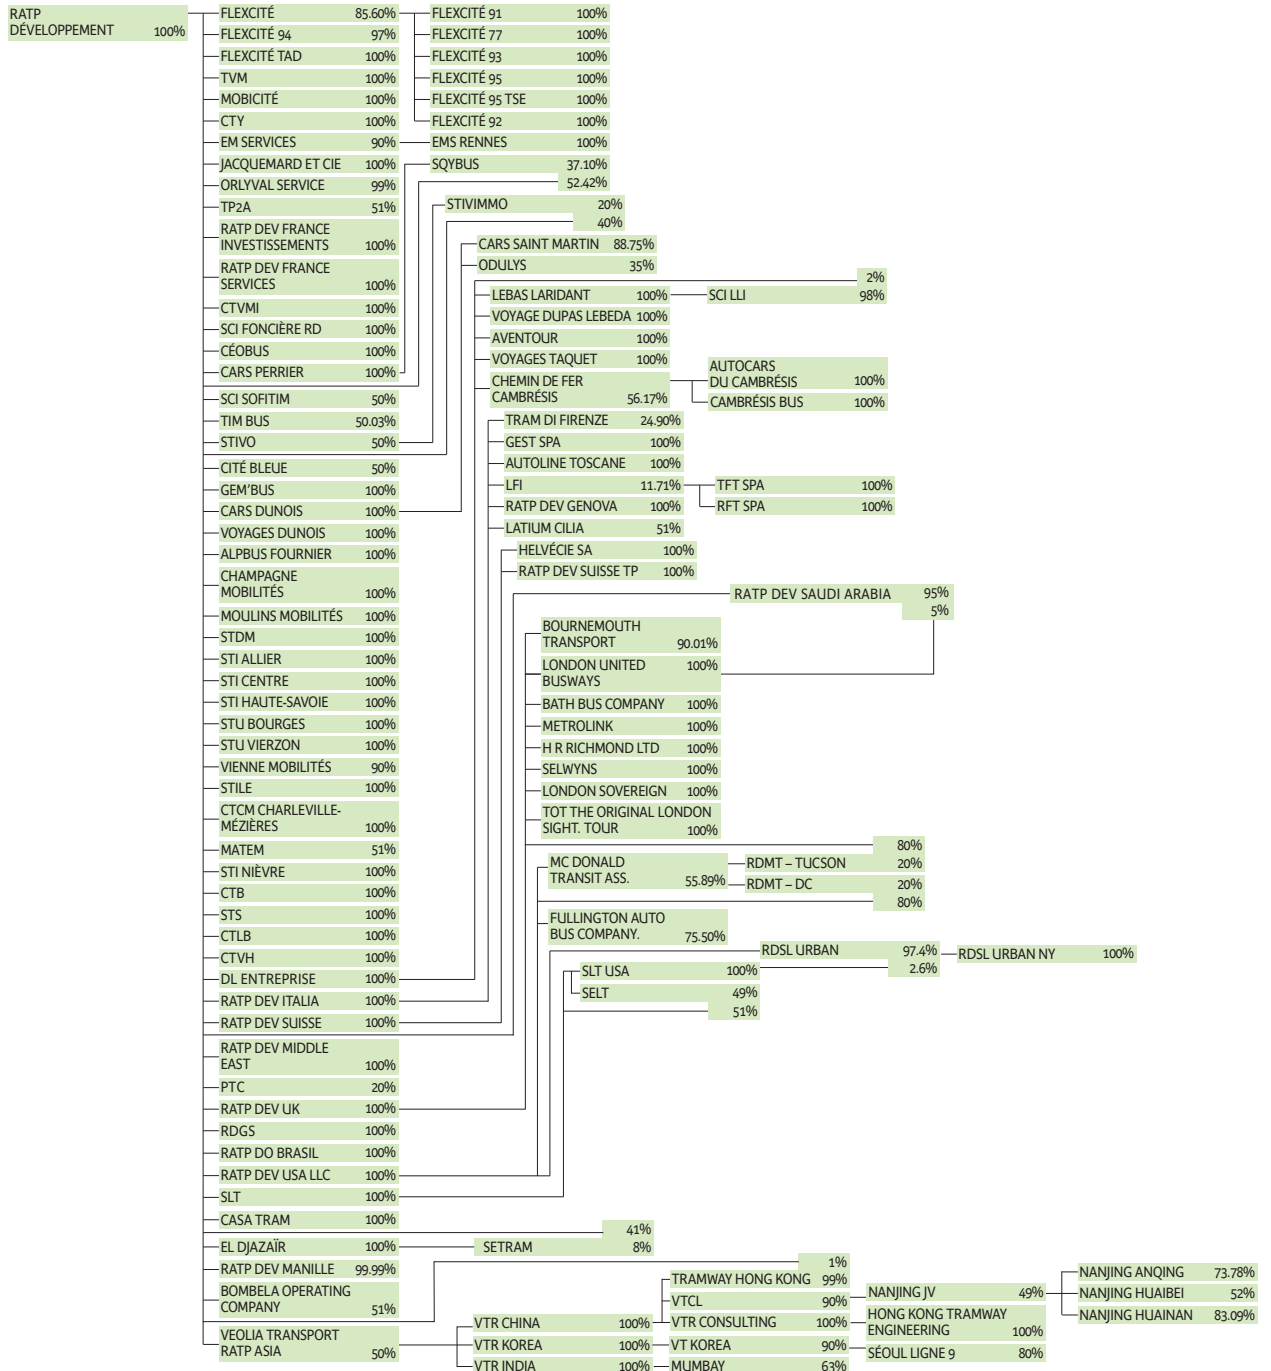 RATP
DÉVELOPPEMENT 100%
FLEXCITÉ 85.60%
FLEXCITÉ 94 97%
FLEXCITÉ TAD 100%
TVM 100%
MOBICITÉ 100%
CTY 100%
EM SERVICES 90%
JACQUEMARD ET CIE 100%
ORLYVAL SERVICE 99%
TP2A 51%
RATP DEV FRANCE
INVESTISSEMENTS 100%
RATP DEV FRANCE
SERVICES 100%
CTVMI 100%
SCI FONCIÈRE RD 100%
CÉOBUS 100%
CARS PERRIER 100%
SCI SOFITIM 50%
TIM BUS 50.03%
STIVO 50%
CITÉ BLEUE 50%
GEM’BUS 100%
CARS DUNOIS 100%
VOYAGES DUNOIS 100%
ALPBUS FOURNIER 100%
CHAMPAGNE
MOBILITÉS 100%
MOULINS MOBILITÉS 100%
STDM 100%
STI ALLIER 100%
STI CENTRE 100%
STI HAUTE-SAVOIE 100%
STU BOURGES 100%
STU VIERZON 100%
VIENNE MOBILITÉS 90%
STILE 100%
CTCM CHARLEVILLE-
MÉZIÈRES 100%
MATEM 51%
STI NIÈVRE 100%
CTB 100%
STS 100%
CTLB 100%
CTVH 100%
DL ENTREPRISE 100%
RATP DEV ITALIA 100%
RATP DEV SUISSE 100%
RATP DEV MIDDLE
EAST 100%
PTC 20%
RATP DEV UK 100%
RDGS 100%
RATP DO BRASIL 100%
RATP DEV USA LLC 100%
SLT 100%
CASA TRAM 100%
EL DJAZAÏR 100%
RATP DEV MANILLE 99.99%
BOMBELA OPERATING
COMPANY 51%
VEOLIA TRANSPORT
RATP ASIA 50%
FLEXCITÉ 91 100%
FLEXCITÉ 77 100%
FLEXCITÉ 93 100%
FLEXCITÉ 95 100%
FLEXCITÉ 95 TSE 100%
FLEXCITÉ 92 100%
EMS RENNES 100%
SQYBUS 37.10%
52.42%
STIVIMMO 20%
40%
CARS SAINT MARTIN 88.75%
ODULYS 35%
2%
LEBAS LARIDANT 100%
SCI LLI 98%
VOYAGE DUPAS LEBEDA 100%
AVENTOUR 100%
VOYAGES TAQUET 100%
CHEMIN DE FER
CAMBRÉSIS 56.17%
AUTOCARS
DU CAMBRÉSIS 100%
CAMBRÉSIS BUS 100%
TRAM DI FIRENZE 24.90%
GEST SPA 100%
AUTOLINE TOSCANE 100%
LFI 11.71%
TFT SPA 100%
RFT SPA 100%
RATP DEV GENOVA 100%
LATIUM CILIA 51%
HELVÉCIE SA 100%
RATP DEV SUISSE TP 100%
RATP DEV SAUDI ARABIA 95%
5%
BOURNEMOUTH
TRANSPORT 90.01%
LONDON UNITED 100%
BUSWAYS
BATH BUS COMPANY 100%
METROLINK 100%
H R RICHMOND LTD 100%
SELWYNS 100%
LONDON SOVEREIGN 100%
TOT THE ORIGINAL LONDON
SIGHT. TOUR 100%
80%
MC DONALD
TRANSIT ASS. 55.89%
RDMT – TUCSON 20%
RDMT – DC 20%
80%
FULLINGTON AUTO
BUS COMPANY. 75.50%
RDSL URBAN 97.4%
2.6%
RDSL URBAN NY 100%
SLT USA 100%
SELT 49%
51%
41%
SETRAM 8%
1%
TRAMWAY HONG KONG 99%
VTCL 90%
VTR CHINA 100%
VTR CONSULTING 100%
VTR KOREA 100%
VT KOREA 90%
VTR INDIA 100%
MUMBAY 63%
NANJING JV 49%
HONG KONG TRAMWAY
ENGINEERING 100%
SÉOUL LIGNE 9 80%
NANJING ANQING 73.78%
NANJING HUAIBEI 52%
NANJING HUAINAN 83.09%